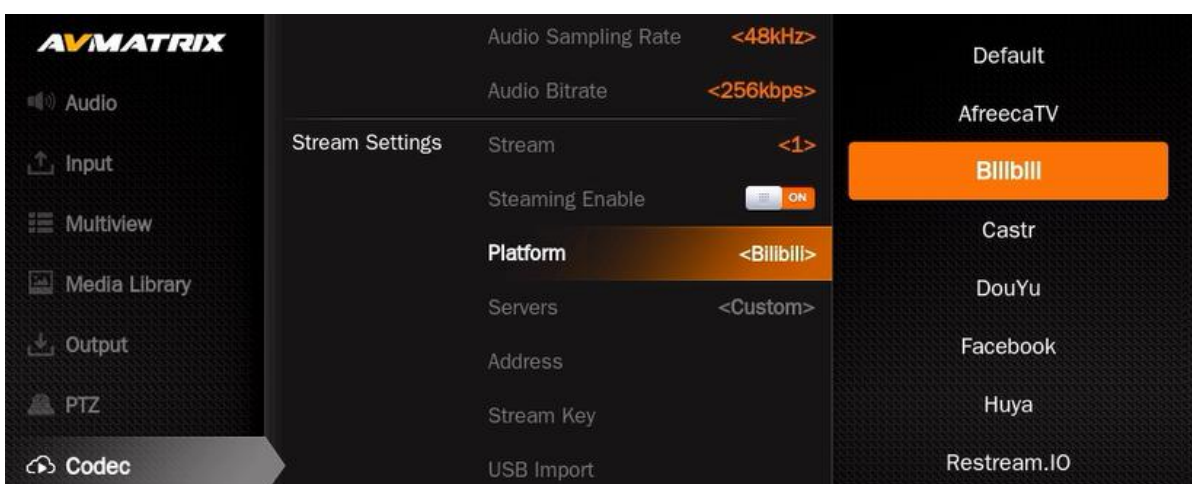 AVMATRIX
Audio
Input
Multiview
Media Library
Output
PTZ
Codec
Audio Sampling Rate <48kHz>
Audio Bitrate <256kbps>
Stream Settings Stream <1>
Steaming Enable ON
Platform <Bilibili>
Servers <Custom>
Address
Stream Key
USB Import
Default
AfreecaTV
BIlIbIlI
Castr
DouYu
Facebook
Huya
Restream.IO